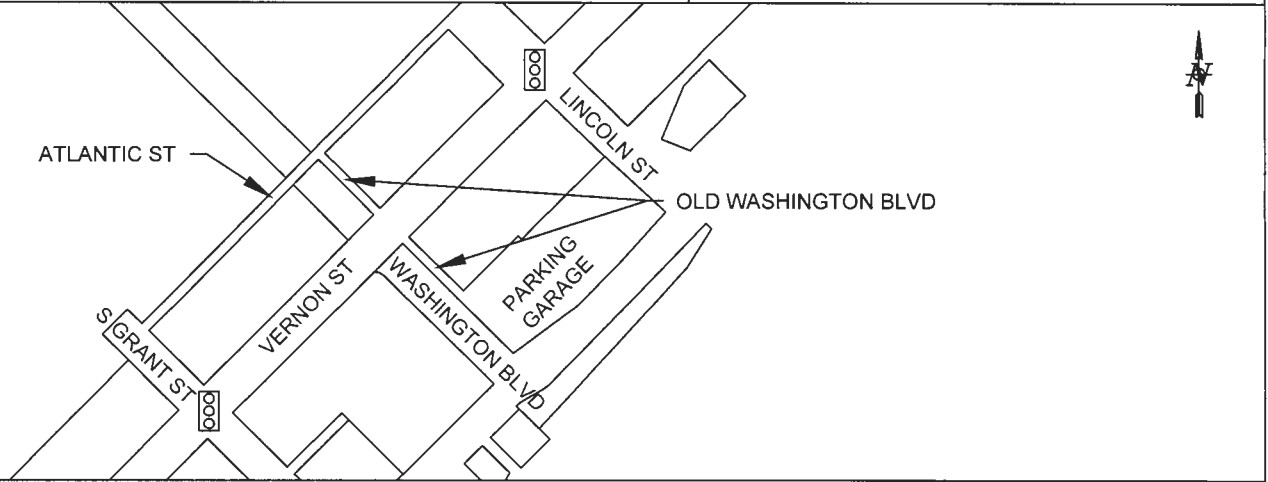 LINCOLN ST
N
ATLANTIC ST
OLD WASHINGTON BLVD
PARKING
GARAGE
WASHINGTON BLVD
VERNON ST
S GRANT ST